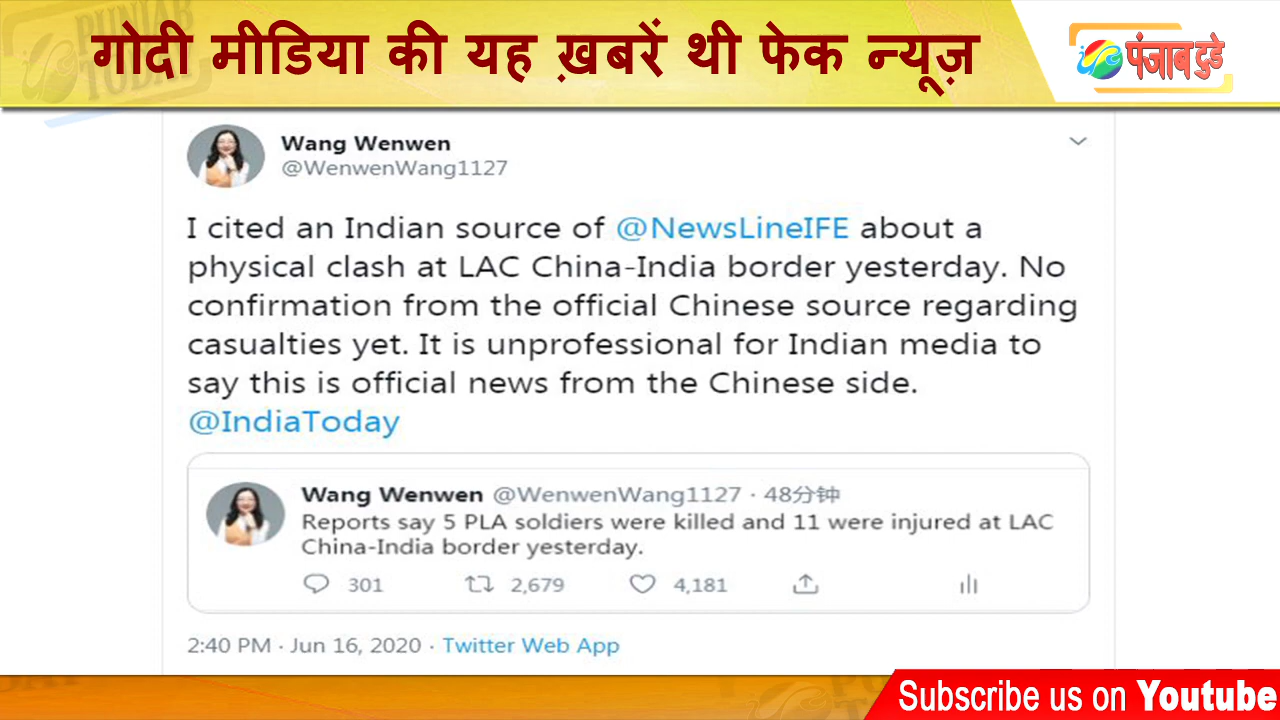 गोदी मीडिया की यह ख़बरें थी फेक न्यूज़
पंजाब टुडे
Wang Wenwen
@WenwenWang1127
I cited an Indian source of @NewsLineIFE about a
physical clash at LAC China-India border yesterday. No
confirmation from the official Chinese source regarding
casualties yet. It is unprofessional for Indian media to
say this is official news from the Chinese side.
@IndiaToday
Wang Wenwen @WenwenWang1127 · 48分钟
Reports say 5 PLA soldiers were killed and 11 were injured at LAC
China-India border yesterday.
301 2,679 4,181
2:40 PM · Jun 16, 2020 · Twitter Web App
Subscribe us on Youtube